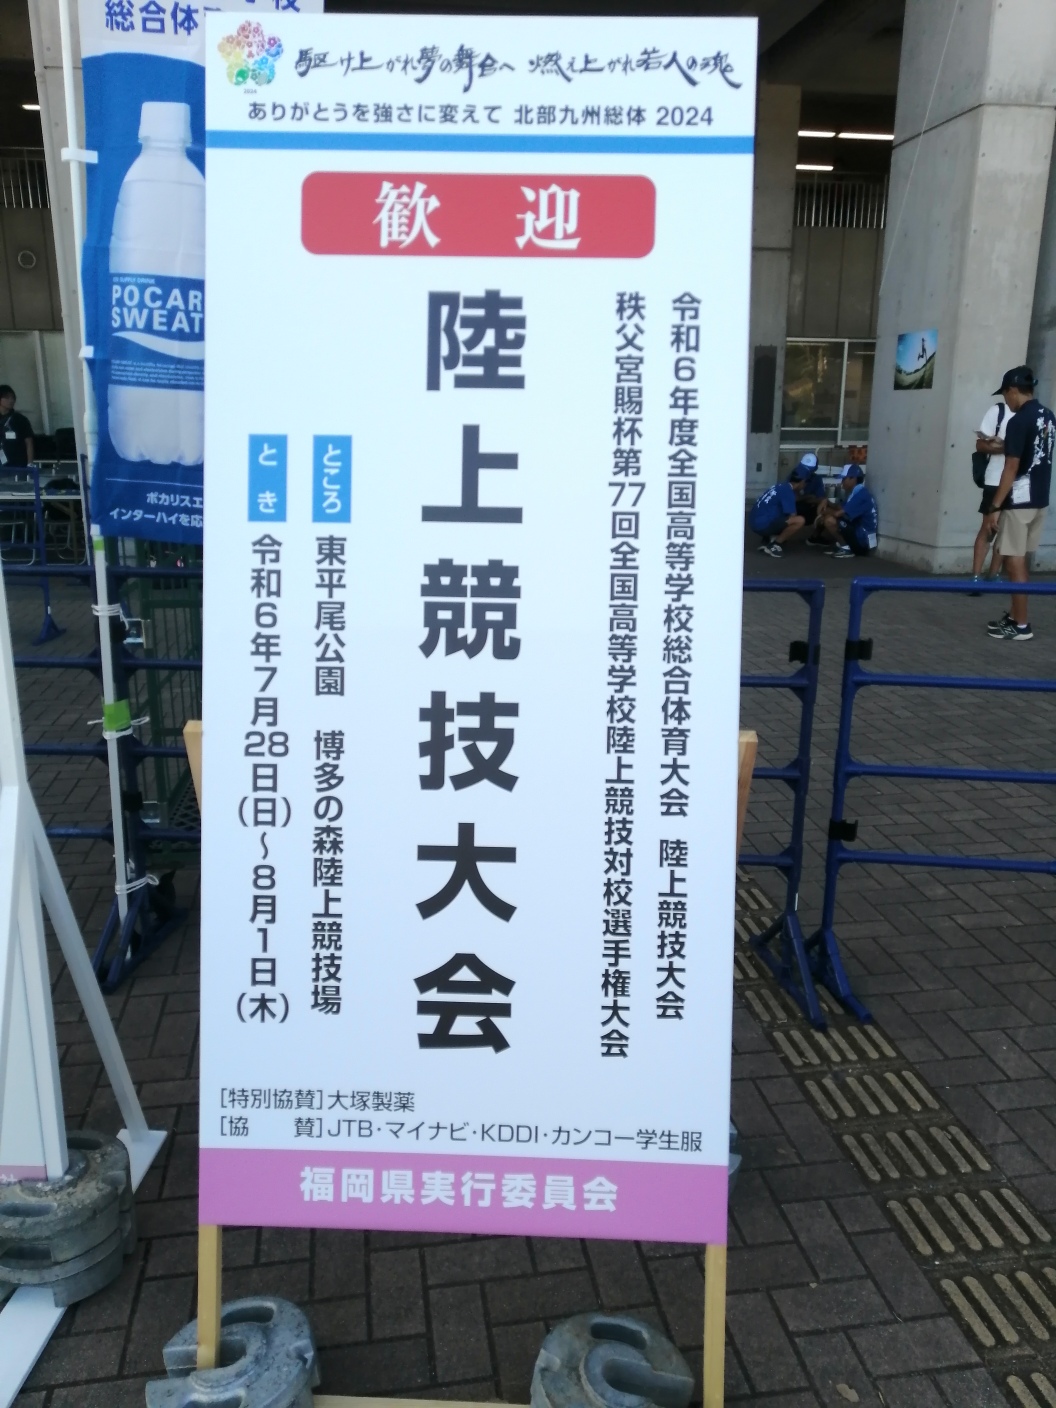 総合体
駆け上がれ夢の舞台へ 燃え上がれ若人の魂
ありがとうを強さに変えて 北部九州総体 2024
2024
歓迎
令和6年度全国高等学校総合体育大会 陸上競技大会
秩父宮賜杯第77回全国高等学校陸上競技対校選手権大会
陸上競技大会
ところ 東平尾公園 博多の森陸上競技場
とき 令和6年7月28日(日)~8月1日(木)
[特別協賛]大塚製薬
[協 賛]JTB・マイナビ・KDDI・カンコー学生服
福岡県実行委員会
POCAR
SWEAT
ポカリスエ
インターハイを応